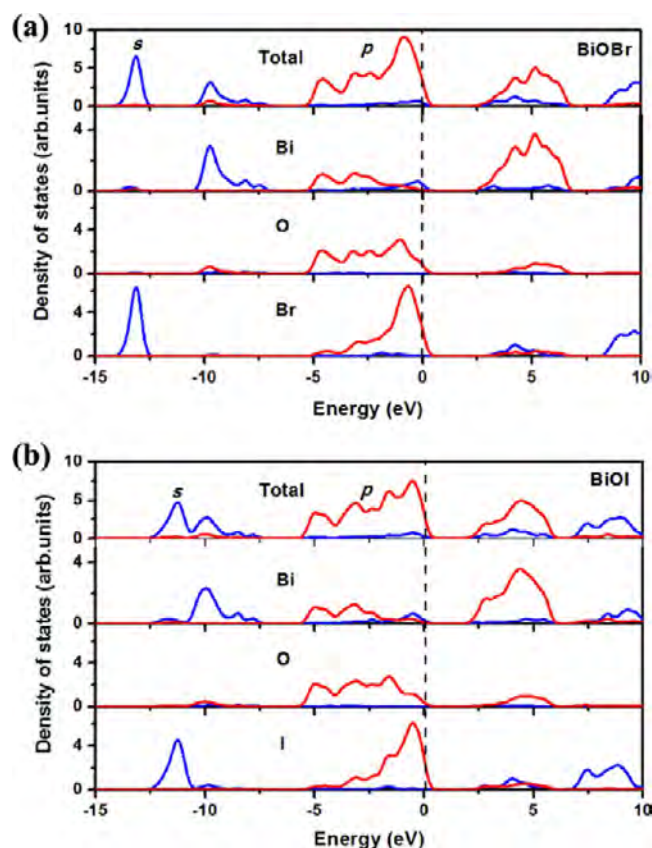 (a)
s
Total
p
BiOBr
Bi
O
Br
Density of states (arb.units)
10
5
0
4
0
4
0
4
0
-15 -10 -5 0 5 10
Energy (eV)
(b)
s
Total
p
BiOI
Bi
O
I
Density of states (arb.units)
10
5
0
4
0
4
0
4
0
-15 -10 -5 0 5 10
Energy (eV)